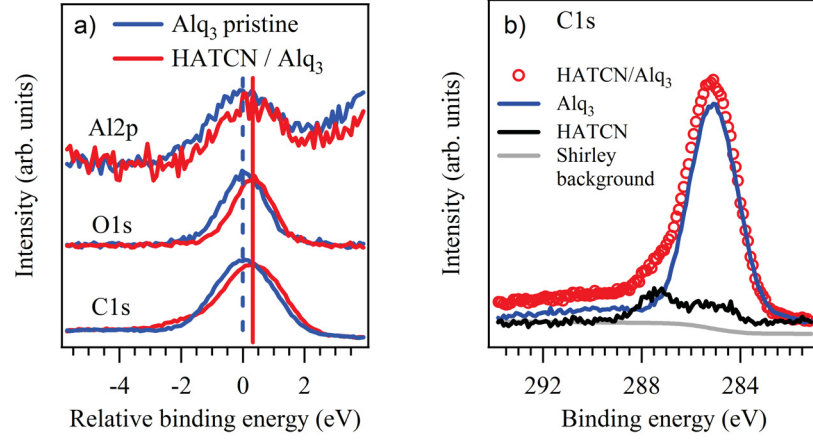 a)
Alq3 pristine
HATCN / Alq3
Al2p
O1s
C1s
Intensity (arb. units)
-4 -2 0 2
Relative binding energy (eV)
b)
C1s
HATCN/Alq3
Alq3
HATCN
Shirley
background
Intensity (arb. units)
292 288 284
Binding energy (eV)